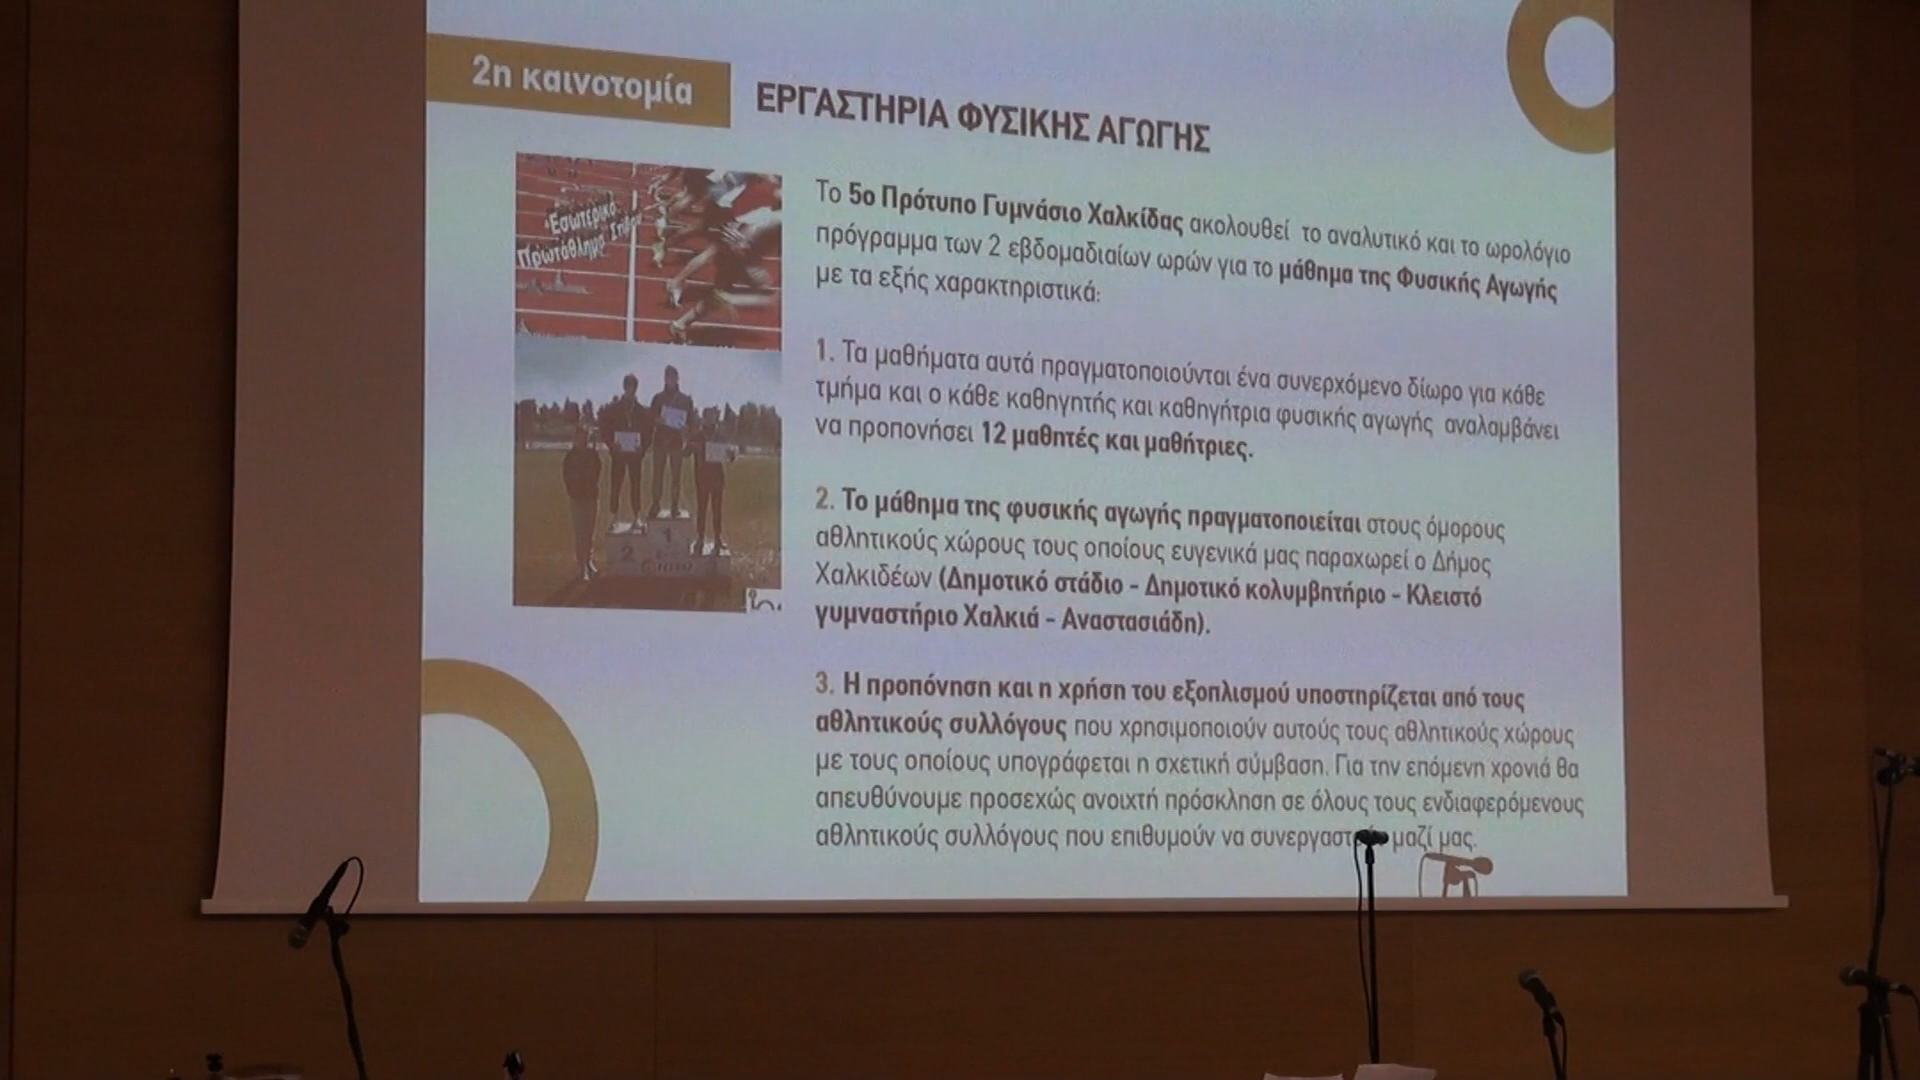 2η καινοτομία
ΕΡΓΑΣΤΗΡΙΑ ΦΥΣΙΚΗΣ ΑΓΩΓΗΣ
Εσωτερικό
Πρωτάθλημα
Το 5ο Πρότυπο Γυμνάσιο Χαλκίδας ακολουθεί το αναλυτικό και το ωρολόγιο
πρόγραμμα των 2 εβδομαδιαίων ωρών για το μάθημα της Φυσικής Αγωγής
με τα εξής χαρακτηριστικά:
1. Τα μαθήματα αυτά πραγματοποιούνται ένα συνερχόμενο δίωρο για κάθε
τμήμα και ο κάθε καθηγητής και καθηγήτρια φυσικής αγωγής αναλαμβάνει
να προπονήσει 12 μαθητές και μαθήτριες.
2. Το μάθημα της φυσικής αγωγής πραγματοποιείται στους όμορους
αθλητικούς χώρους τους οποίους ευγενικά μας παραχωρεί ο Δήμος
Χαλκιδέων (Δημοτικό στάδιο - Δημοτικό κολυμβητήριο - Κλειστό
γυμναστήριο Χαλκιά - Αναστασιάδη).
3. Η προπόνηση και η χρήση του εξοπλισμού υποστηρίζεται από τους
αθλητικούς συλλόγους που χρησιμοποιούν αυτούς τους αθλητικούς χώρους
με τους οποίους υπογράφεται η σχετική σύμβαση. Για την επόμενη χρονιά θα
απευθύνουμε προσεχώς ανοιχτή πρόσκληση σε όλους τους ενδιαφερόμενους
αθλητικούς συλλόγους που επιθυμούν να μαζί μας.
1
2